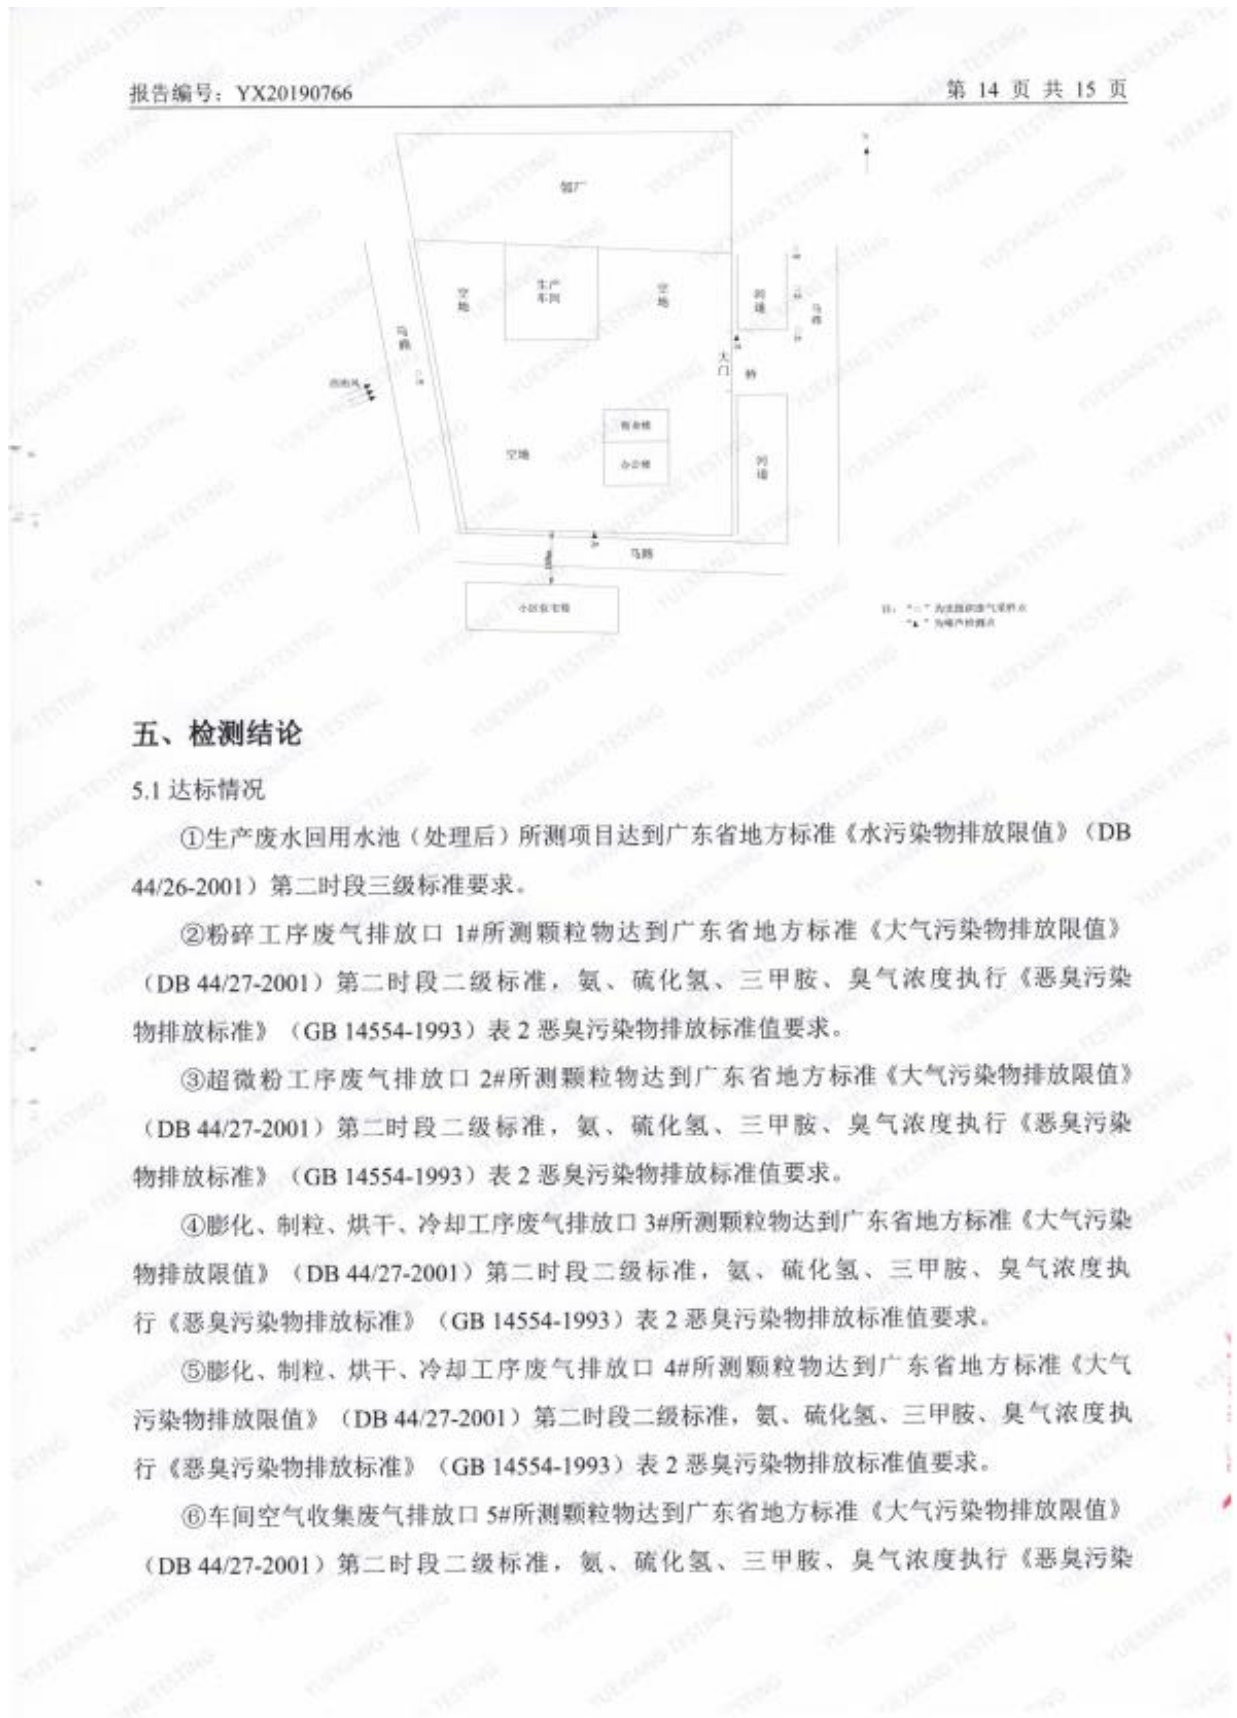 报告编号：YX20190766
第 14 页 共 15 页
邻厂
空地
生产
车间
空地
河道
马路
马路
大门
桥
西南风
宿舍楼
空地
办公楼
河道
马路
小区住宅楼
注："○"为无组织废气采样点
"▲"为噪声检测点
五、检测结论
5.1 达标情况
①生产废水回用水池（处理后）所测项目达到广东省地方标准《水污染物排放限值》（DB
44/26-2001）第二时段三级标准要求。
②粉碎工序废气排放口 1#所测颗粒物达到广东省地方标准《大气污染物排放限值》
（DB 44/27-2001）第二时段二级标准，氨、硫化氢、三甲胺、臭气浓度执行《恶臭污染
物排放标准》（GB 14554-1993）表 2 恶臭污染物排放标准值要求。
③超微粉工序废气排放口 2#所测颗粒物达到广东省地方标准《大气污染物排放限值》
（DB 44/27-2001）第二时段二级标准，氨、硫化氢、三甲胺、臭气浓度执行《恶臭污染
物排放标准》（GB 14554-1993）表 2 恶臭污染物排放标准值要求。
④膨化、制粒、烘干、冷却工序废气排放口 3#所测颗粒物达到广东省地方标准《大气污染
物排放限值》（DB 44/27-2001）第二时段二级标准，氨、硫化氢、三甲胺、臭气浓度执
行《恶臭污染物排放标准》（GB 14554-1993）表 2 恶臭污染物排放标准值要求。
⑤膨化、制粒、烘干、冷却工序废气排放口 4#所测颗粒物达到广东省地方标准《大气
污染物排放限值》（DB 44/27-2001）第二时段二级标准，氨、硫化氢、三甲胺、臭气浓度执
行《恶臭污染物排放标准》（GB 14554-1993）表 2 恶臭污染物排放标准值要求。
⑥车间空气收集废气排放口 5#所测颗粒物达到广东省地方标准《大气污染物排放限值》
（DB 44/27-2001）第二时段二级标准，氨、硫化氢、三甲胺、臭气浓度执行《恶臭污染
YUEXIANG TESTING